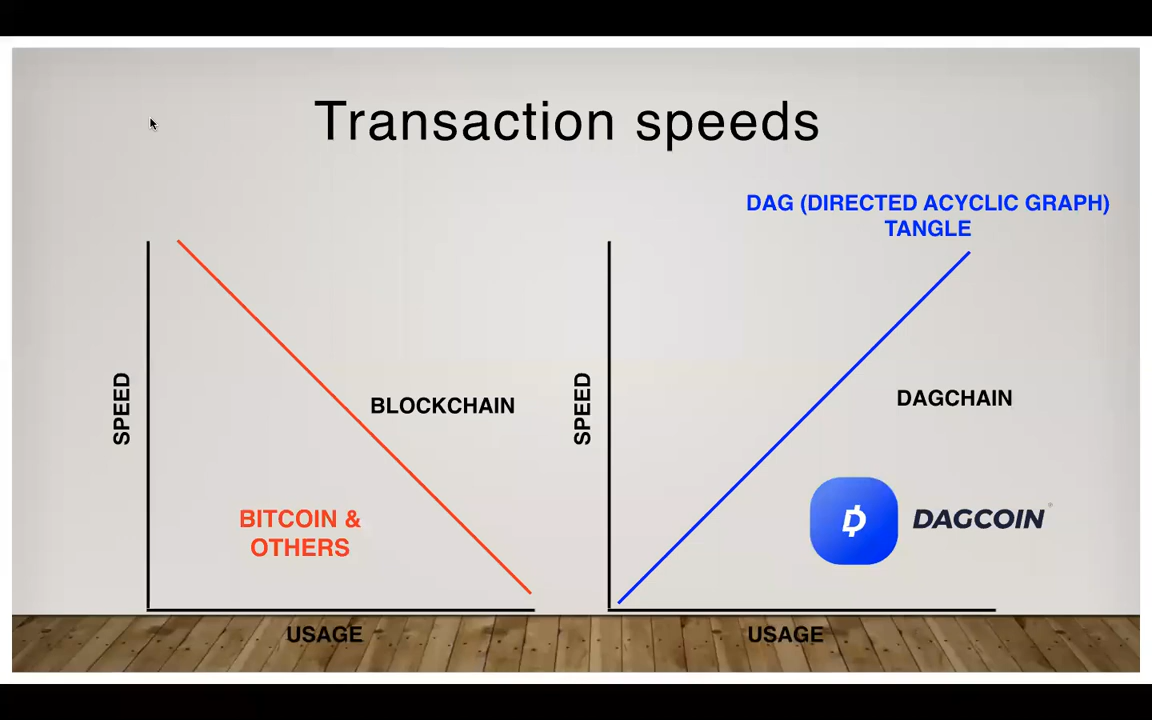 Transaction speeds
DAG (DIRECTED ACYCLIC GRAPH)
TANGLE
SPEED
BLOCKCHAIN
BITCOIN &
OTHERS
USAGE
SPEED
DAGCHAIN
DAGCOIN
USAGE